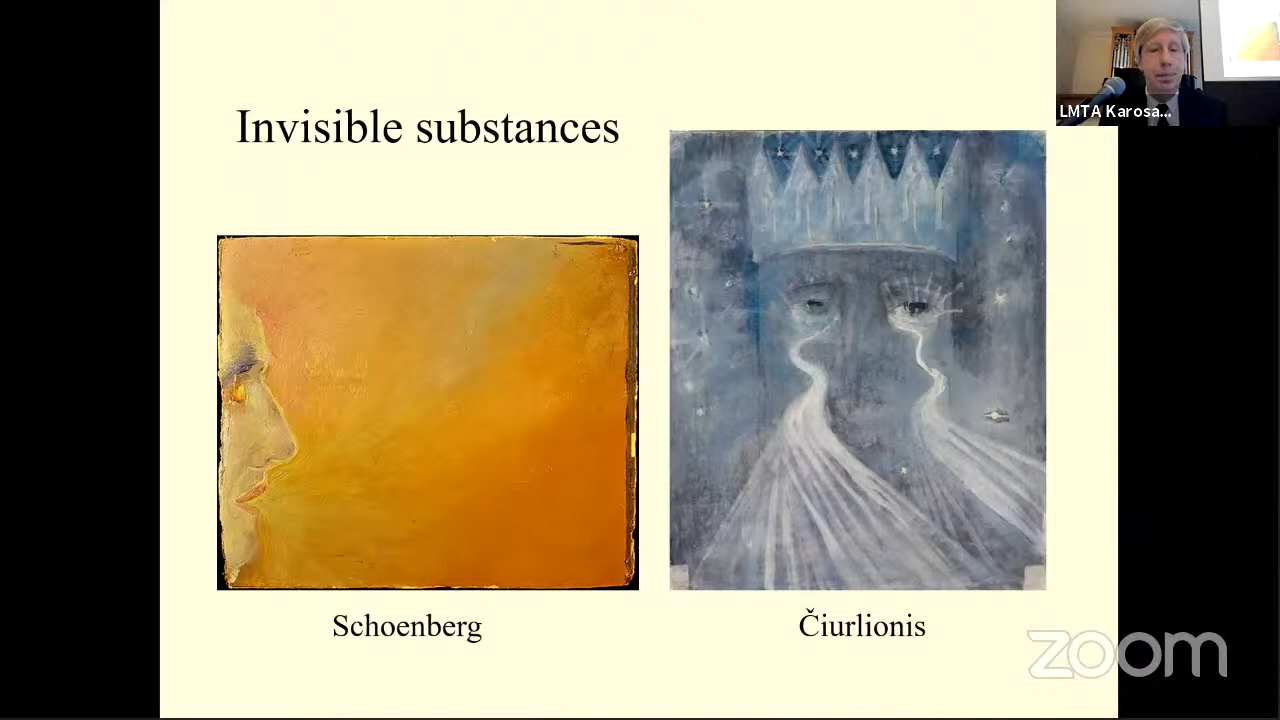 Invisible substances
LMTA Karosa...
Schoenberg
Čiurlionis
zoom